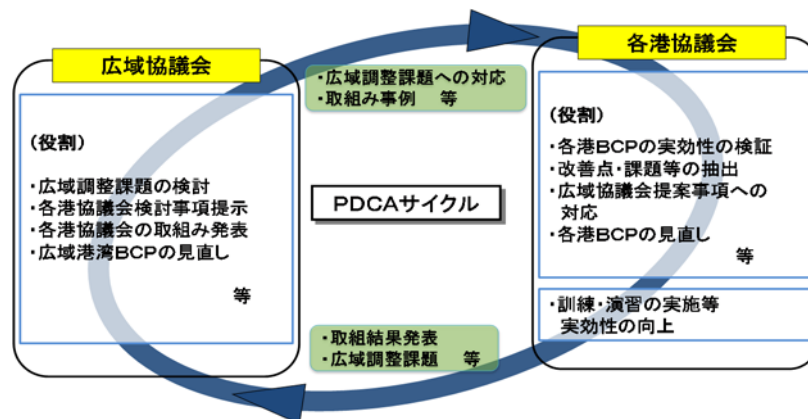 広域協議会
(役割)
・広域調整課題の検討
・各港協議会検討事項提示
・各港協議会の取組み発表
・広域港湾BCPの見直し
等
・広域調整課題への対応
・取組み事例 等
PDCAサイクル
・取組結果発表
・広域調整課題 等
各港協議会
(役割)
・各港BCPの実効性の検証
・改善点・課題等の抽出
・広域協議会提案事項への
対応
・各港BCPの見直し
等
・訓練・演習の実施等
実効性の向上